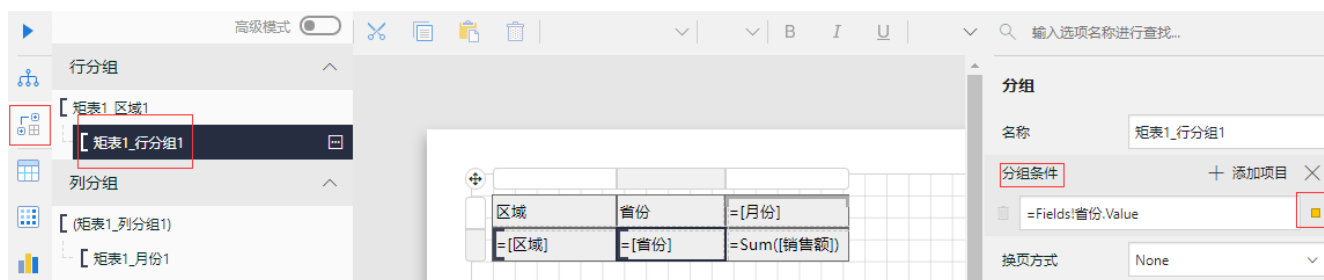 高级模式
B I U
输入选项名称进行查找...
行分组
分组
矩表1_区域1
矩表1_行分组1
名称
矩表1_行分组1
列分组
分组条件
添加项目
区域
省份
=[月份]
=Fields!省份.Value
(矩表1_列分组1)
=[区域]
=[省份]
=Sum([销售额])
矩表1_月份1
换页方式
None